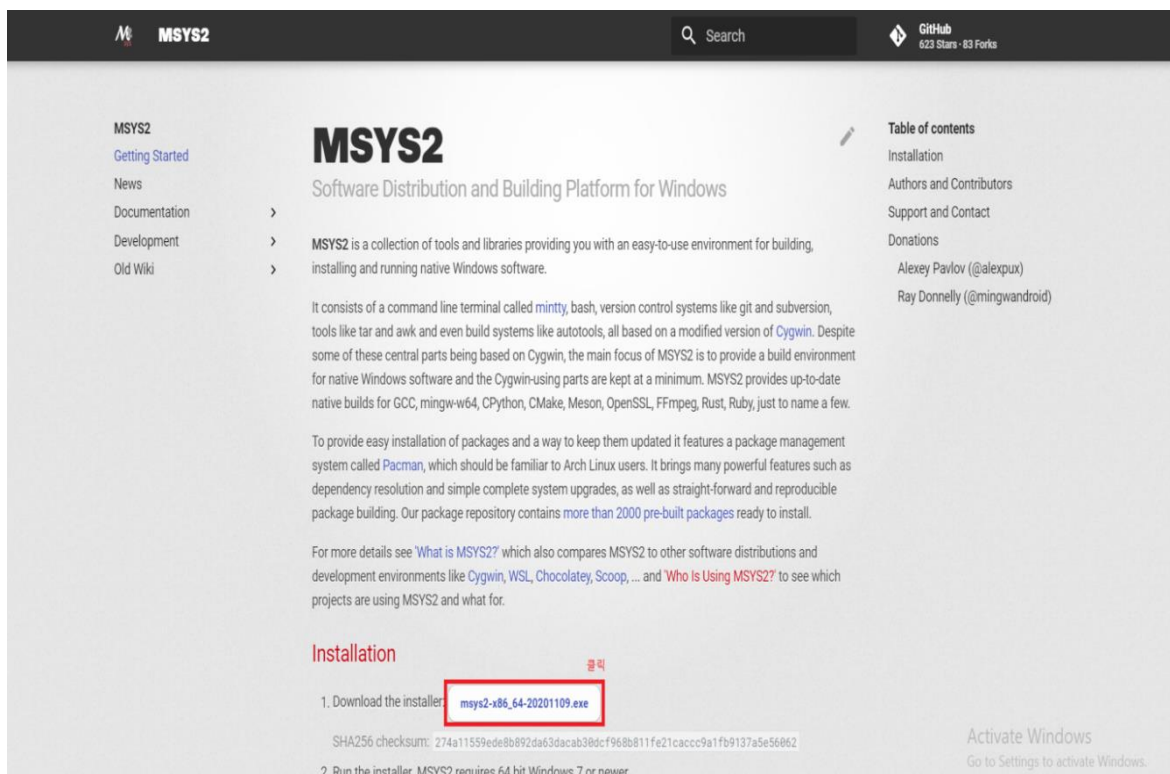 MSYS2
Search
GitHub
623 Stars · 83 Forks
MSYS2
Getting Started
News
Documentation
Development
Old Wiki
MSYS2
Software Distribution and Building Platform for Windows
MSYS2 is a collection of tools and libraries providing you with an easy-to-use environment for building,
installing and running native Windows software.
It consists of a command line terminal called mintty, bash, version control systems like git and subversion,
tools like tar and awk and even build systems like autotools, all based on a modified version of Cygwin. Despite
some of these central parts being based on Cygwin, the main focus of MSYS2 is to provide a build environment
for native Windows software and the Cygwin-using parts are kept at a minimum. MSYS2 provides up-to-date
native builds for GCC, mingw-w64, CPython, CMake, Meson, OpenSSL, FFmpeg, Rust, Ruby, just to name a few.
To provide easy installation of packages and a way to keep them updated it features a package management
system called Pacman, which should be familiar to Arch Linux users. It brings many powerful features such as
dependency resolution and simple complete system upgrades, as well as straight-forward and reproducible
package building. Our package repository contains more than 2000 pre-built packages ready to install.
For more details see 'What is MSYS2?' which also compares MSYS2 to other software distributions and
development environments like Cygwin, WSL, Chocolatey, Scoop, ... and 'Who Is Using MSYS2?' to see which
projects are using MSYS2 and what for.
Installation
클릭
1. Download the installer: msys2-x86_64-20201109.exe
SHA256 checksum: 274a11559ede8b892da63dacab30dcf968b811fe21caccc9a1fb9137a5e56062
2. Run the installer. MSYS2 requires 64 bit Windows 7 or newer.
Table of contents
Installation
Authors and Contributors
Support and Contact
Donations
Alexey Pavlov (@alexpux)
Ray Donnelly (@mingwandroid)
Activate Windows
Go to Settings to activate Windows.